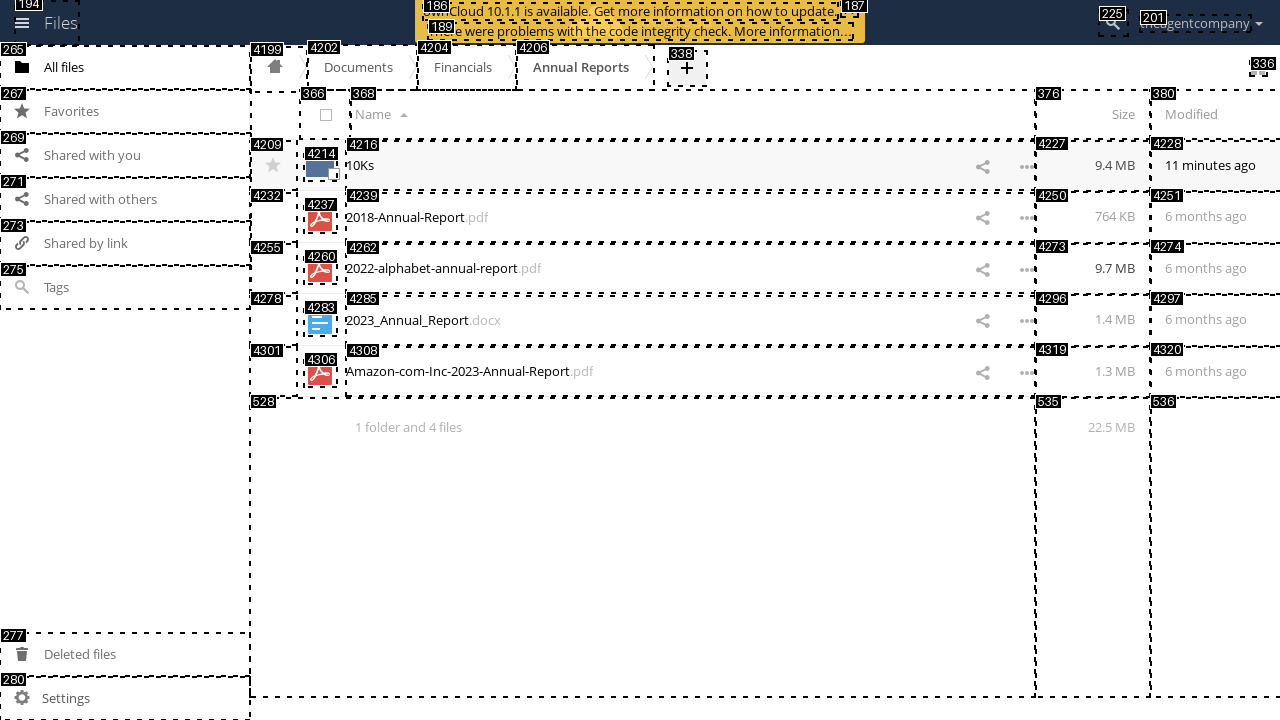 194
Files
186
ownCloud 10.1.1 is available. Get more information on how to update.
187
189
There were problems with the code integrity check. More information…
225
201
theagentcompany
265
All files
4199
4202
Documents
4204
Financials
4206
Annual Reports
338
+
336
267
Favorites
366
368
Name
376
Size
380
Modified
269
Shared with you
4209
4214
4216
10Ks
4227
9.4 MB
4228
11 minutes ago
271
Shared with others
4232
4237
4239
2018-Annual-Report.pdf
4250
764 KB
4251
6 months ago
273
Shared by link
4255
4260
4262
2022-alphabet-annual-report.pdf
4273
9.7 MB
4274
6 months ago
275
Tags
4278
4283
4285
2023_Annual_Report.docx
4296
1.4 MB
4297
6 months ago
4301
4306
4308
Amazon-com-Inc-2023-Annual-Report.pdf
4319
1.3 MB
4320
6 months ago
528
1 folder and 4 files
535
22.5 MB
536
277
Deleted files
280
Settings